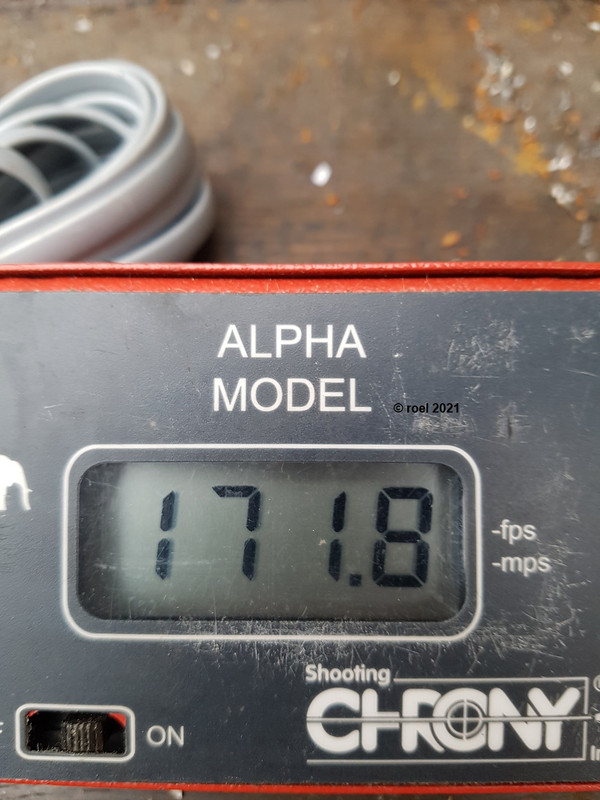 ALPHA
MODEL
© roel 2021
171.8
-fps
-mps
Shooting
CHRONY
ON